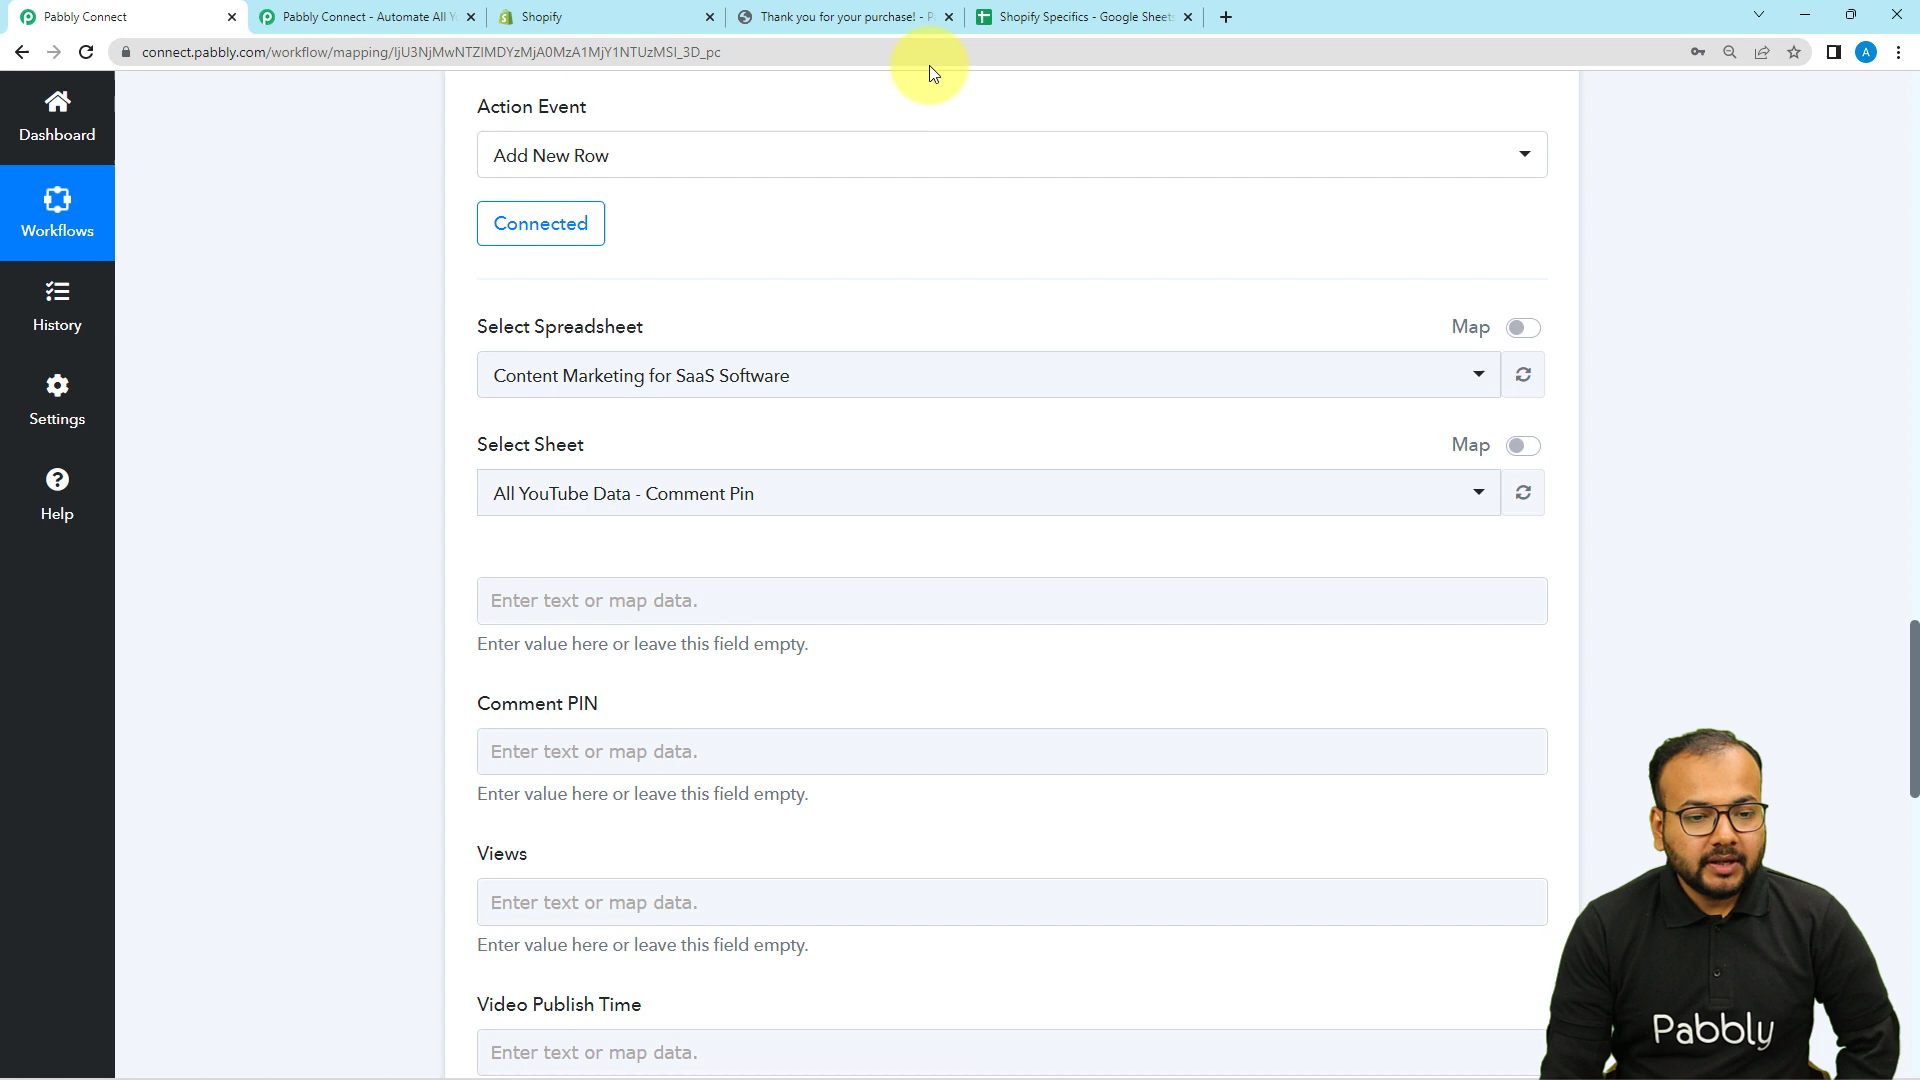 Pabbly Connect
Pabbly Connect - Automate All Y
Shopify
Thank you for your purchase! - P
Shopify Specifics - Google Sheets
connect.pabbly.com/workflow/mapping/IjU3NjMwNTZlMDYzMjA0MzA1MjY1NTUzMSI_3D_pc
A
Dashboard
Workflows
History
Settings
Help
Action Event
Add New Row
Connected
Select Spreadsheet
Map
Content Marketing for SaaS Software
Select Sheet
Map
All YouTube Data - Comment Pin
Enter text or map data.
Enter value here or leave this field empty.
Comment PIN
Enter text or map data.
Enter value here or leave this field empty.
Views
Enter text or map data.
Enter value here or leave this field empty.
Video Publish Time
Enter text or map data.
Pabbly